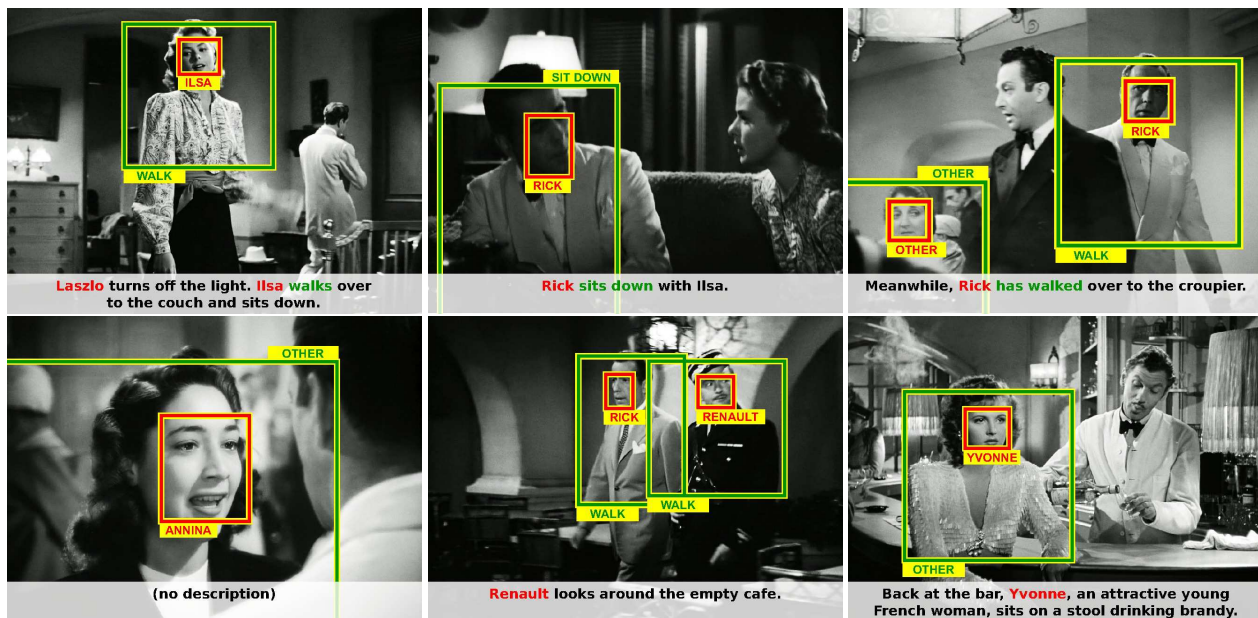 ILSA
WALK
Laszlo turns off the light. Ilsa walks over
to the couch and sits down.
SIT DOWN
RICK
Rick sits down with Ilsa.
RICK
OTHER
OTHER
WALK
Meanwhile, Rick has walked over to the croupier.
OTHER
ANNINA
(no description)
RICK
RENAULT
WALK
WALK
Renault looks around the empty cafe.
YVONNE
OTHER
Back at the bar, Yvonne, an attractive young
French woman, sits on a stool drinking brandy.